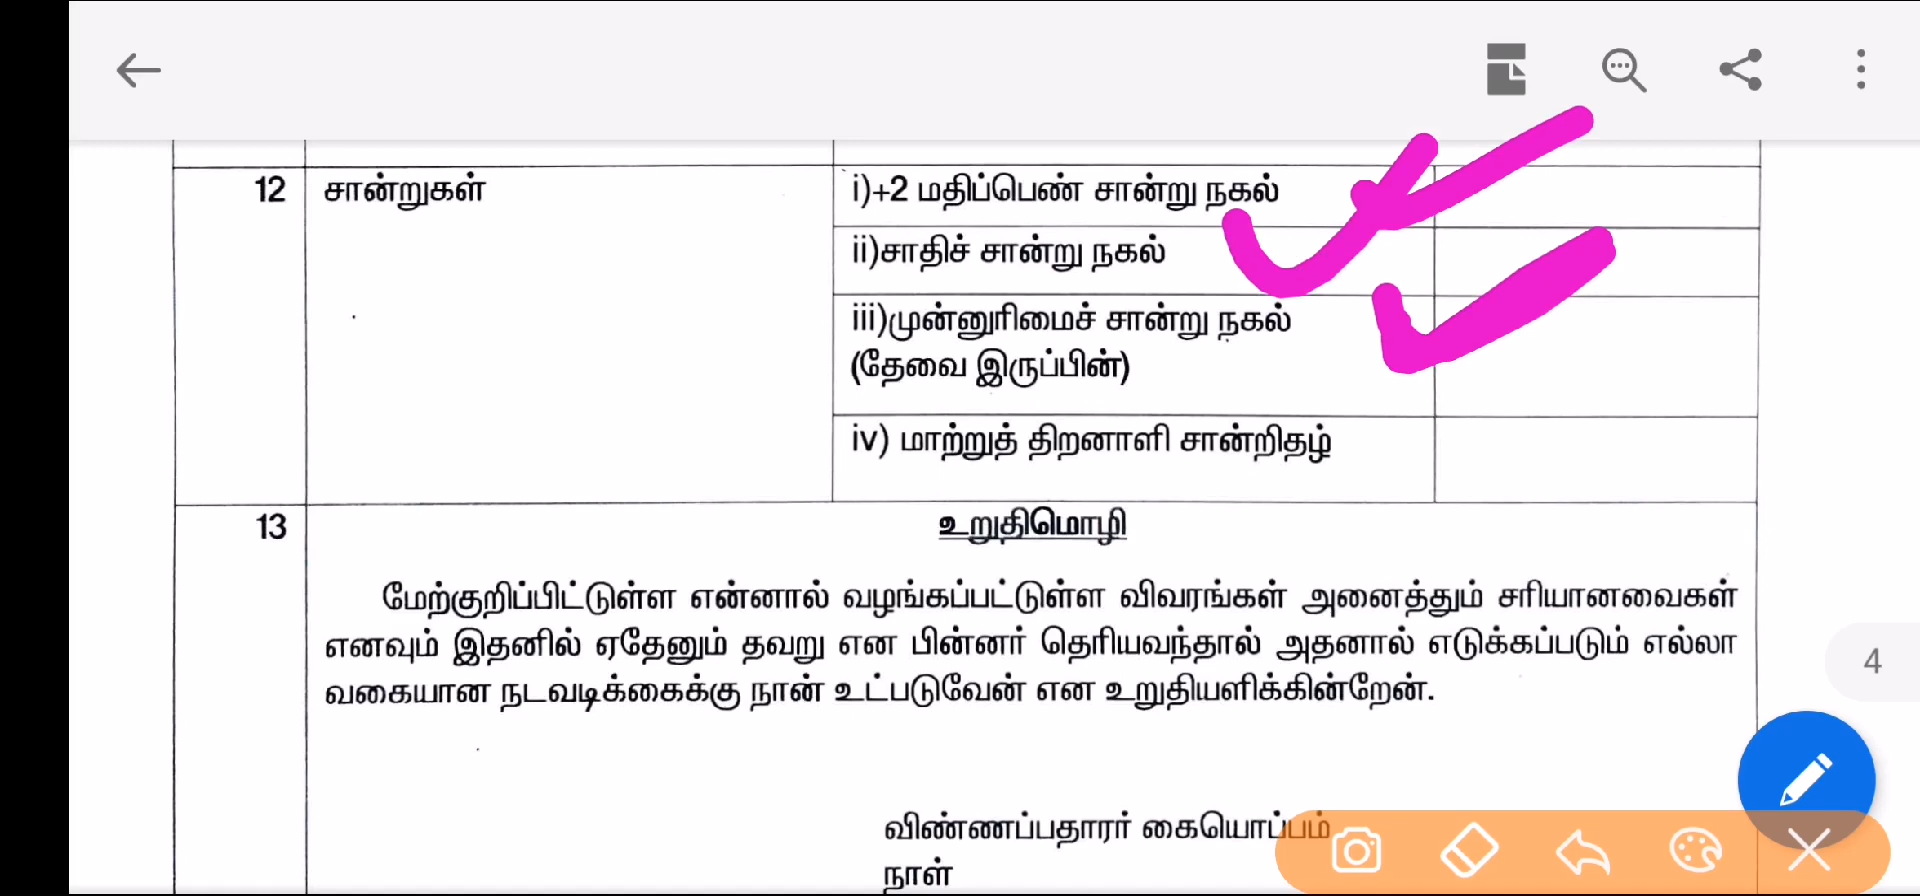 12 சான்றுகள் i)+2 மதிப்பெண் சான்று நகல்
ii)சாதிச் சான்று நகல்
iii)முன்னுரிமைச் சான்று நகல்
(தேவை இருப்பின்)
iv) மாற்றுத் திறனாளி சான்றிதழ்
13 உறுதிமொழி
மேற்குறிப்பிட்டுள்ள என்னால் வழங்கப்பட்டுள்ள விவரங்கள் அனைத்தும் சரியானவைகள்
எனவும் இதனில் ஏதேனும் தவறு என பின்னர் தெரியவந்தால் அதனால் எடுக்கப்படும் எல்லா
வகையான நடவடிக்கைக்கு நான் உட்படுவேன் என உறுதியளிக்கின்றேன்.
4
விண்ணப்பதாரர் கையொப்பம்
நாள்